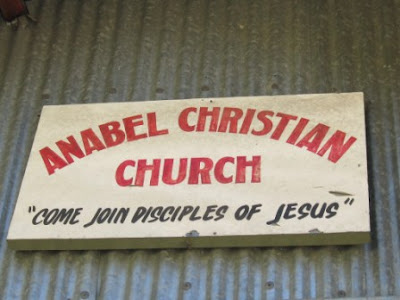 ANABEL CHRISTIAN
CHURCH
"COME JOIN DISCIPLES OF JESUS"